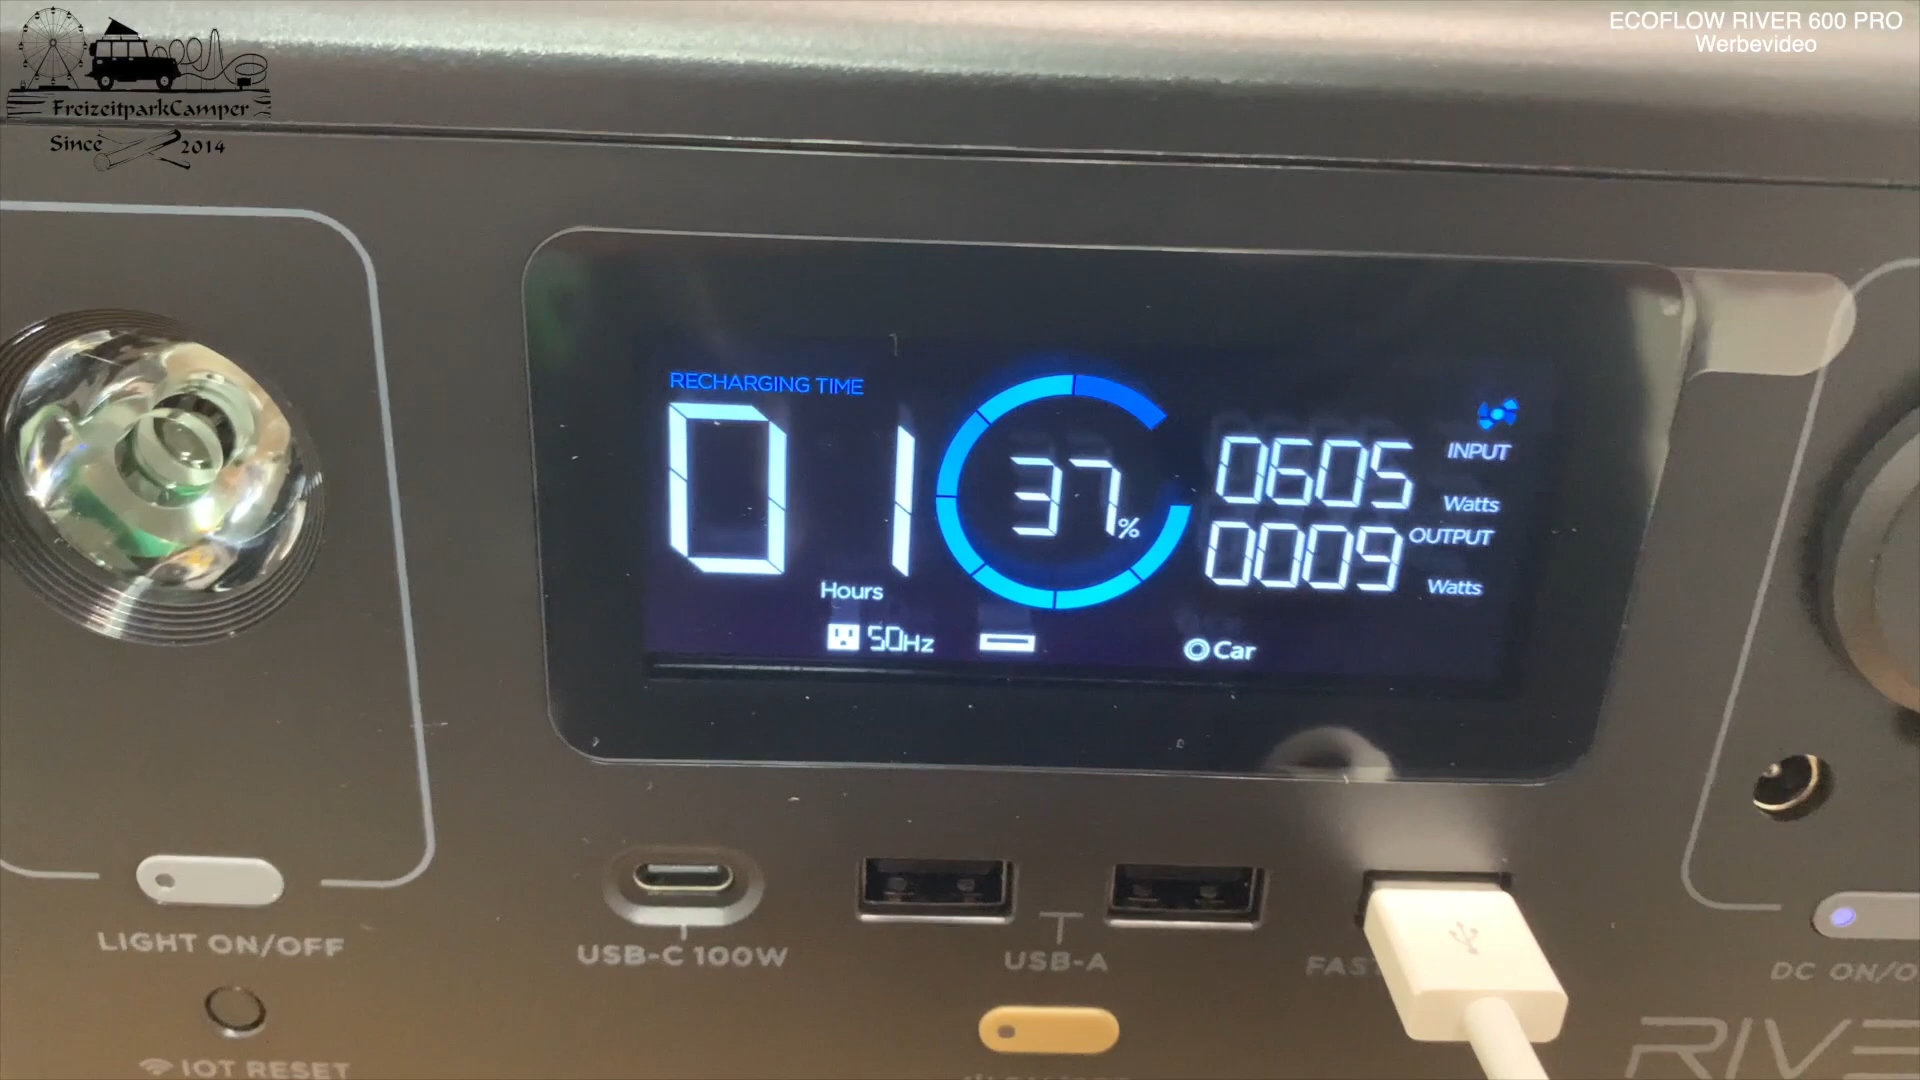 ECOFLOW RIVER 600 PRO
Werbevideo
FreizeitparkCamper
Since 2014
RECHARGING TIME
01
Hours
37%
0605
INPUT
Watts
0009
OUTPUT
Watts
50Hz
Car
LIGHT ON/OFF
USB-C 100W
USB-A
FAS
DC ON/O
IOT RESET
RIVE